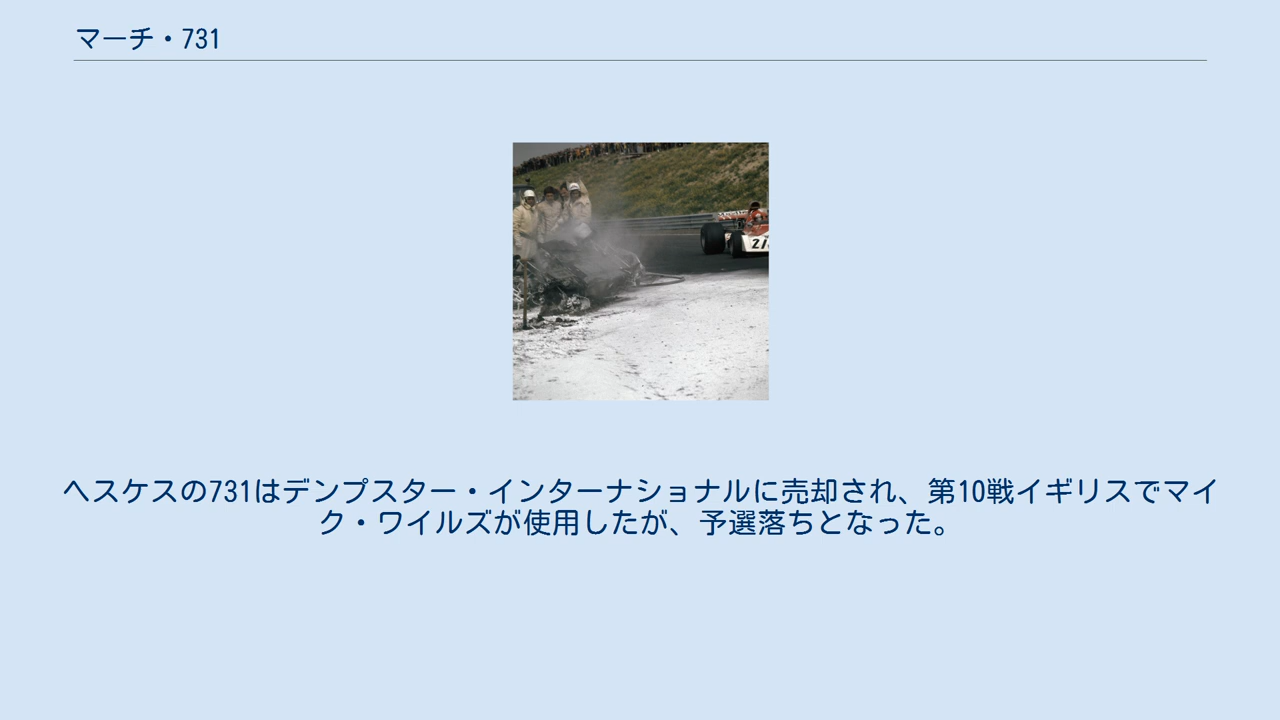 マーチ・731
27
ヘスケスの731はデンプスター・インターナショナルに売却され、第10戦イギリスでマイ
ク・ワイルズが使用したが、予選落ちとなった。